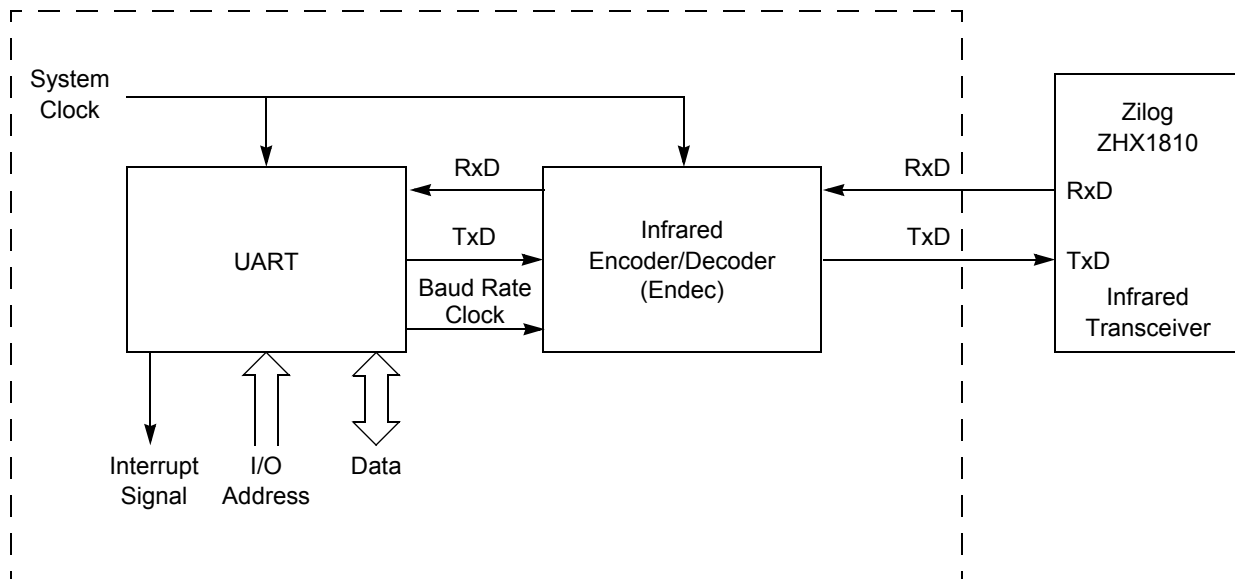 System
Clock
Zilog
ZHX1810
RxD
RxD
RxD
UART
TxD
Infrared
Encoder/Decoder
(Endec)
TxD
TxD
Baud Rate
Clock
Infrared
Transceiver
Interrupt
Signal
I/O
Address
Data